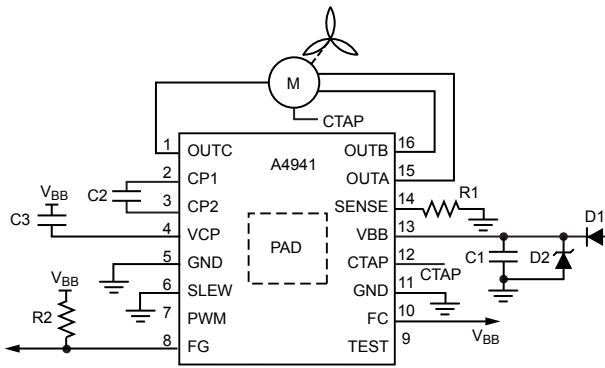 M
CTAP
A4941
1 OUTC
2 CP1
3 CP2
4 VCP
5 GND
6 SLEW
7 PWM
8 FG
OUTB 16
OUTA 15
SENSE 14
VBB 13
CTAP 12
GND 11
FC 10
TEST 9
PAD
C2
VBB
C3
VBB
R2
R1
D1
C1
D2
CTAP
VBB